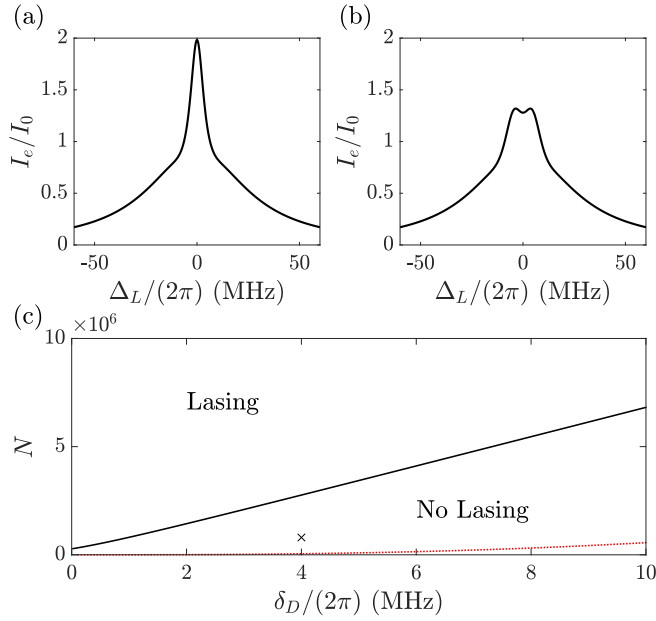 (a)
(b)
2
1.5
1
0.5
0
I_e/I_0
-50
0
50
Δ_L/(2π) (MHz)
2
1.5
1
0.5
0
I_e/I_0
-50
0
50
Δ_L/(2π) (MHz)
(c)
×10^6
10
5
0
N
Lasing
No Lasing
0
2
4
6
8
10
δ_D/(2π) (MHz)